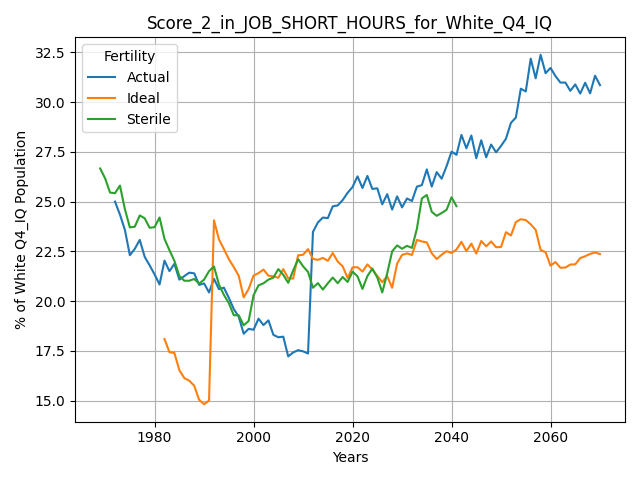 Score_2_in_JOB_SHORT_HOURS_for_White_Q4_IQ
Fertility
Actual
Ideal
Sterile
% of White Q4_IQ Population
32.5
30.0
27.5
25.0
22.5
20.0
17.5
15.0
1980
2000
2020
2040
2060
Years